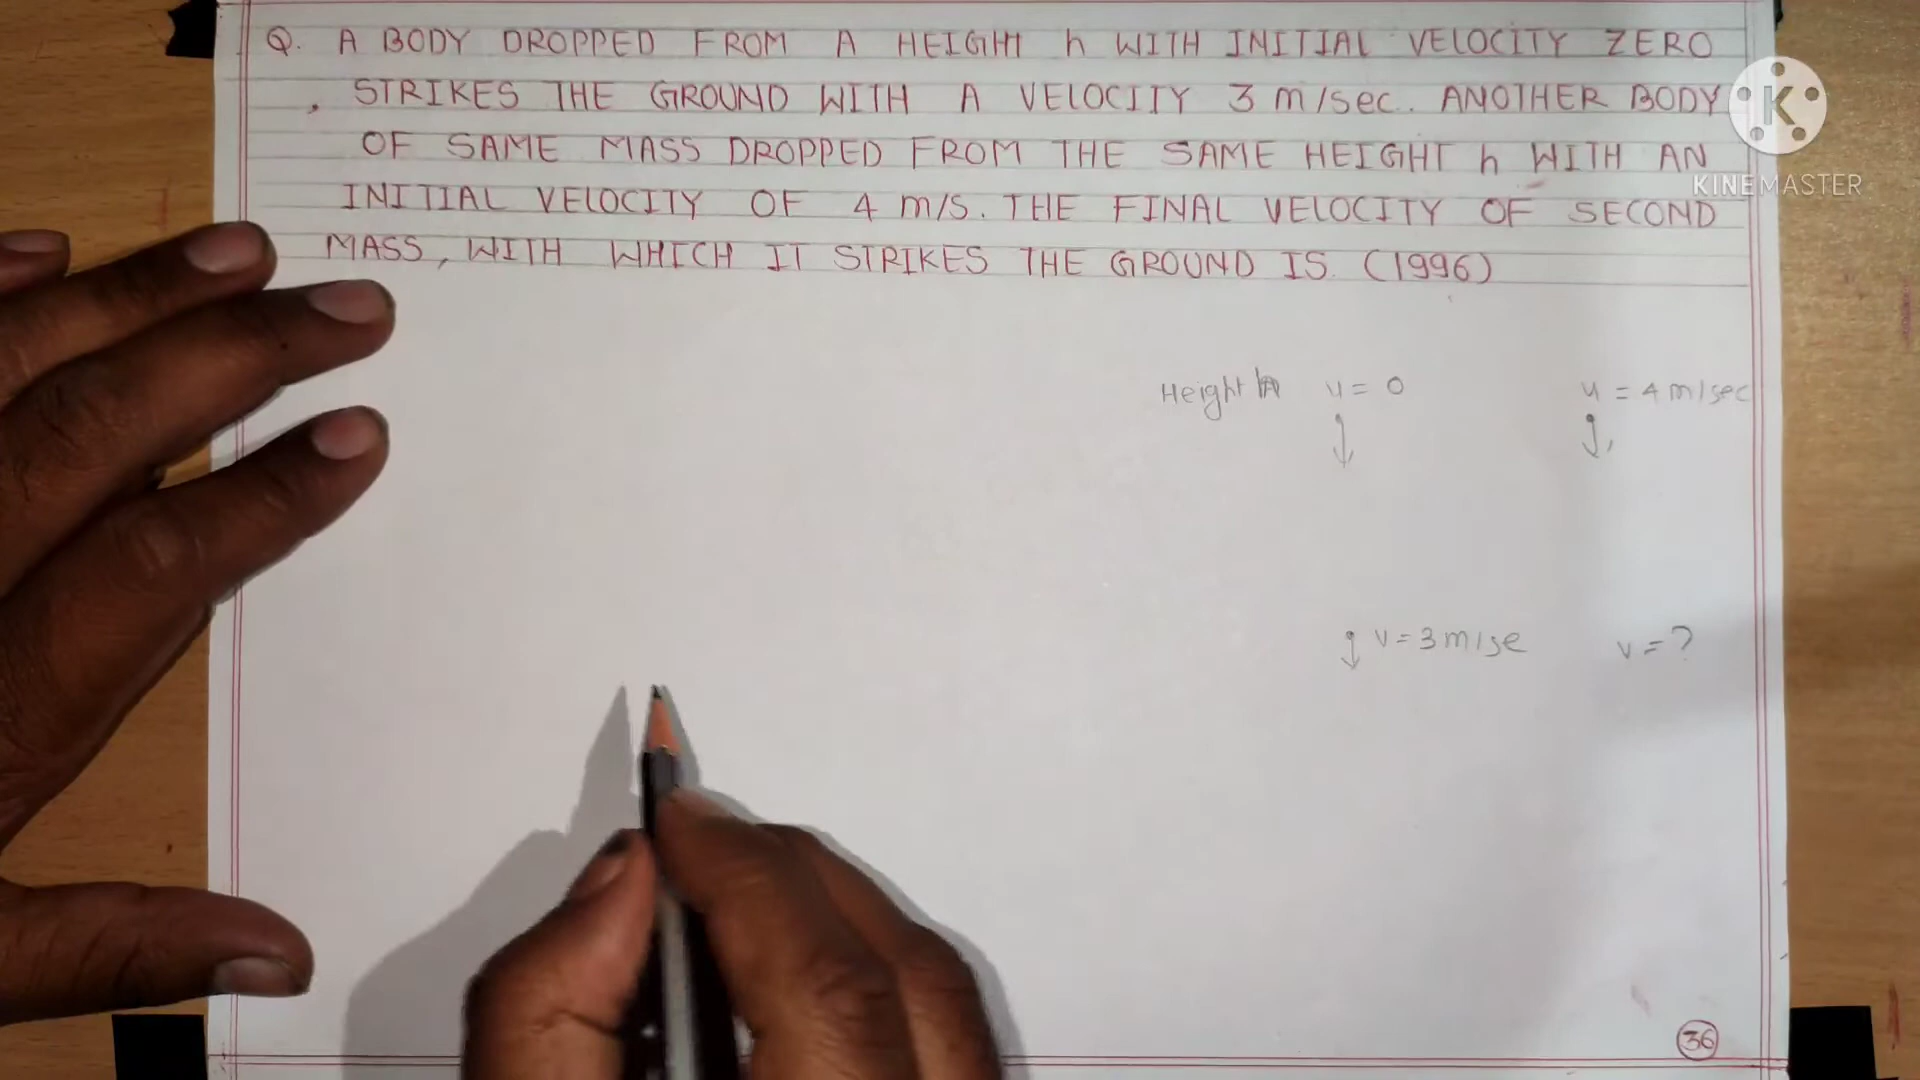 Q. A BODY DROPPED FROM A HEIGHT h WITH INITIAL VELOCITY ZERO
, STRIKES THE GROUND WITH A VELOCITY 3 m/sec. ANOTHER BODY
OF SAME MASS DROPPED FROM THE SAME HEIGHT h WITH AN
INITIAL VELOCITY OF 4 m/s. THE FINAL VELOCITY OF SECOND
MASS, WITH WHICH IT STRIKES THE GROUND IS. (1996)
K
KINEMASTER
Height h u = 0 u = 4 m/sec
v = 3 m/se v = ?
36